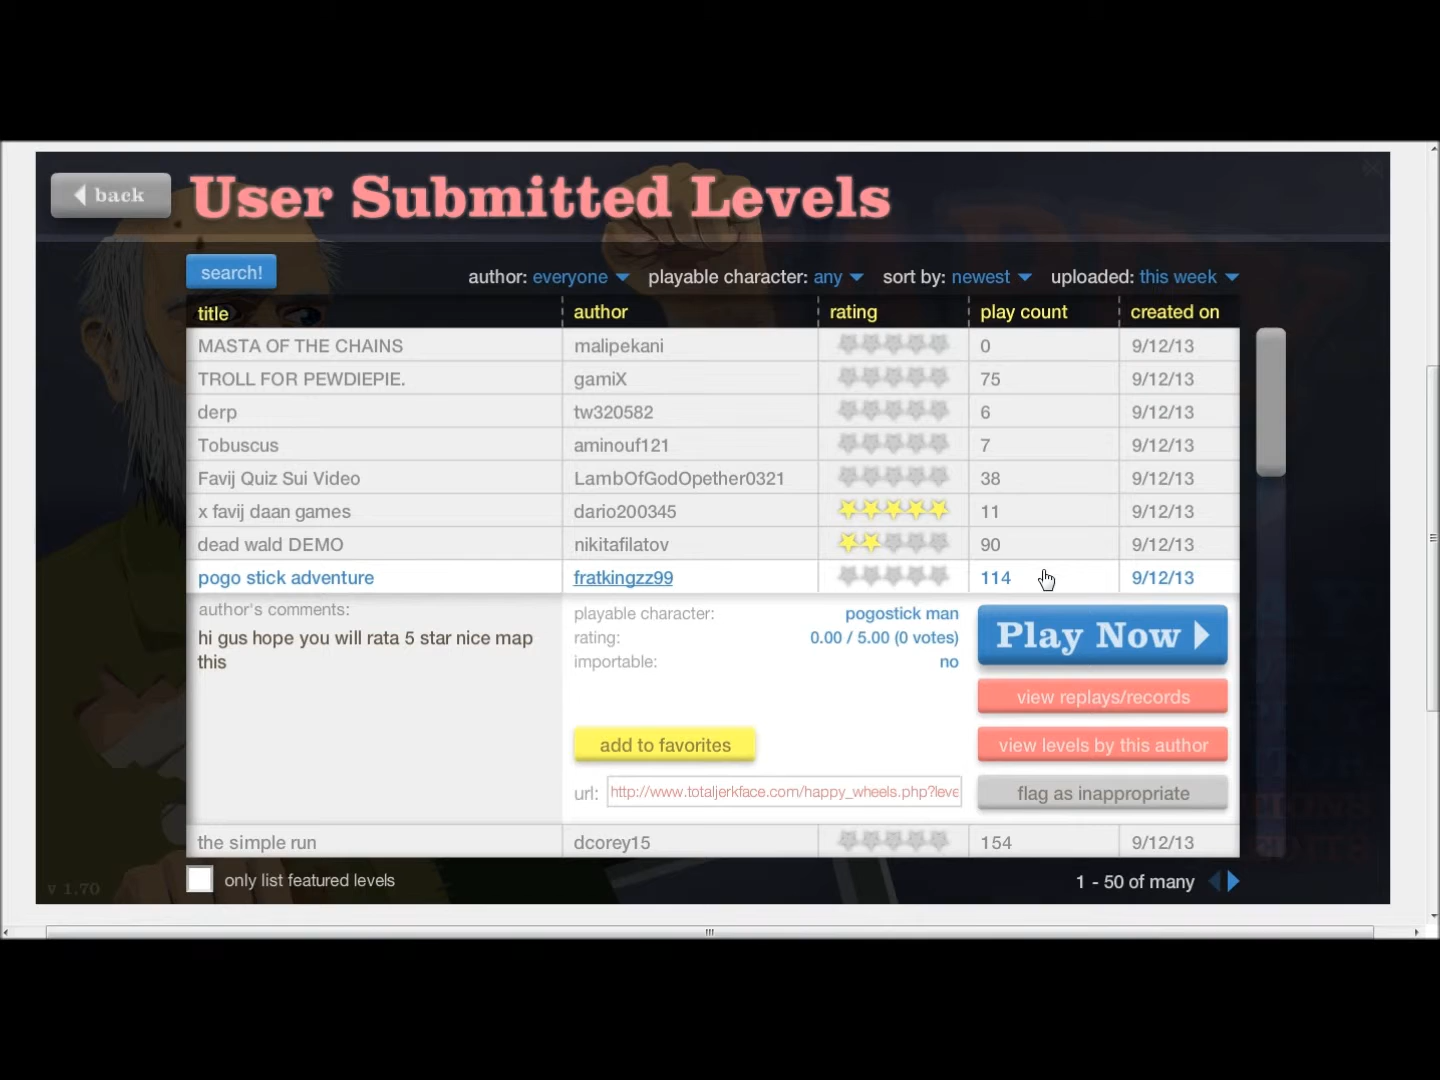 back
User Submitted Levels
search!
author: everyone playable character: any sort by: newest uploaded: this week
title author rating play count created on
MASTA OF THE CHAINS malipekani 0 9/12/13
TROLL FOR PEWDIEPIE. gamiX 75 9/12/13
derp tw320582 6 9/12/13
Tobuscus aminouf121 7 9/12/13
Favij Quiz Sui Video LambOfGodOpether0321 38 9/12/13
x favij daan games dario200345 11 9/12/13
dead wald DEMO nikitafilatov 90 9/12/13
pogo stick adventure fratkingzz99 114 9/12/13
author's comments:
hi gus hope you will rata 5 star nice map
this
playable character: pogostick man
rating: 0.00 / 5.00 (0 votes)
importable: no
Play Now
view replays/records
add to favorites
view levels by this author
url: http://www.totaljerkface.com/happy_wheels.php?leve
flag as inappropriate
the simple run dcorey15 154 9/12/13
v 1.70
only list featured levels
1 - 50 of many